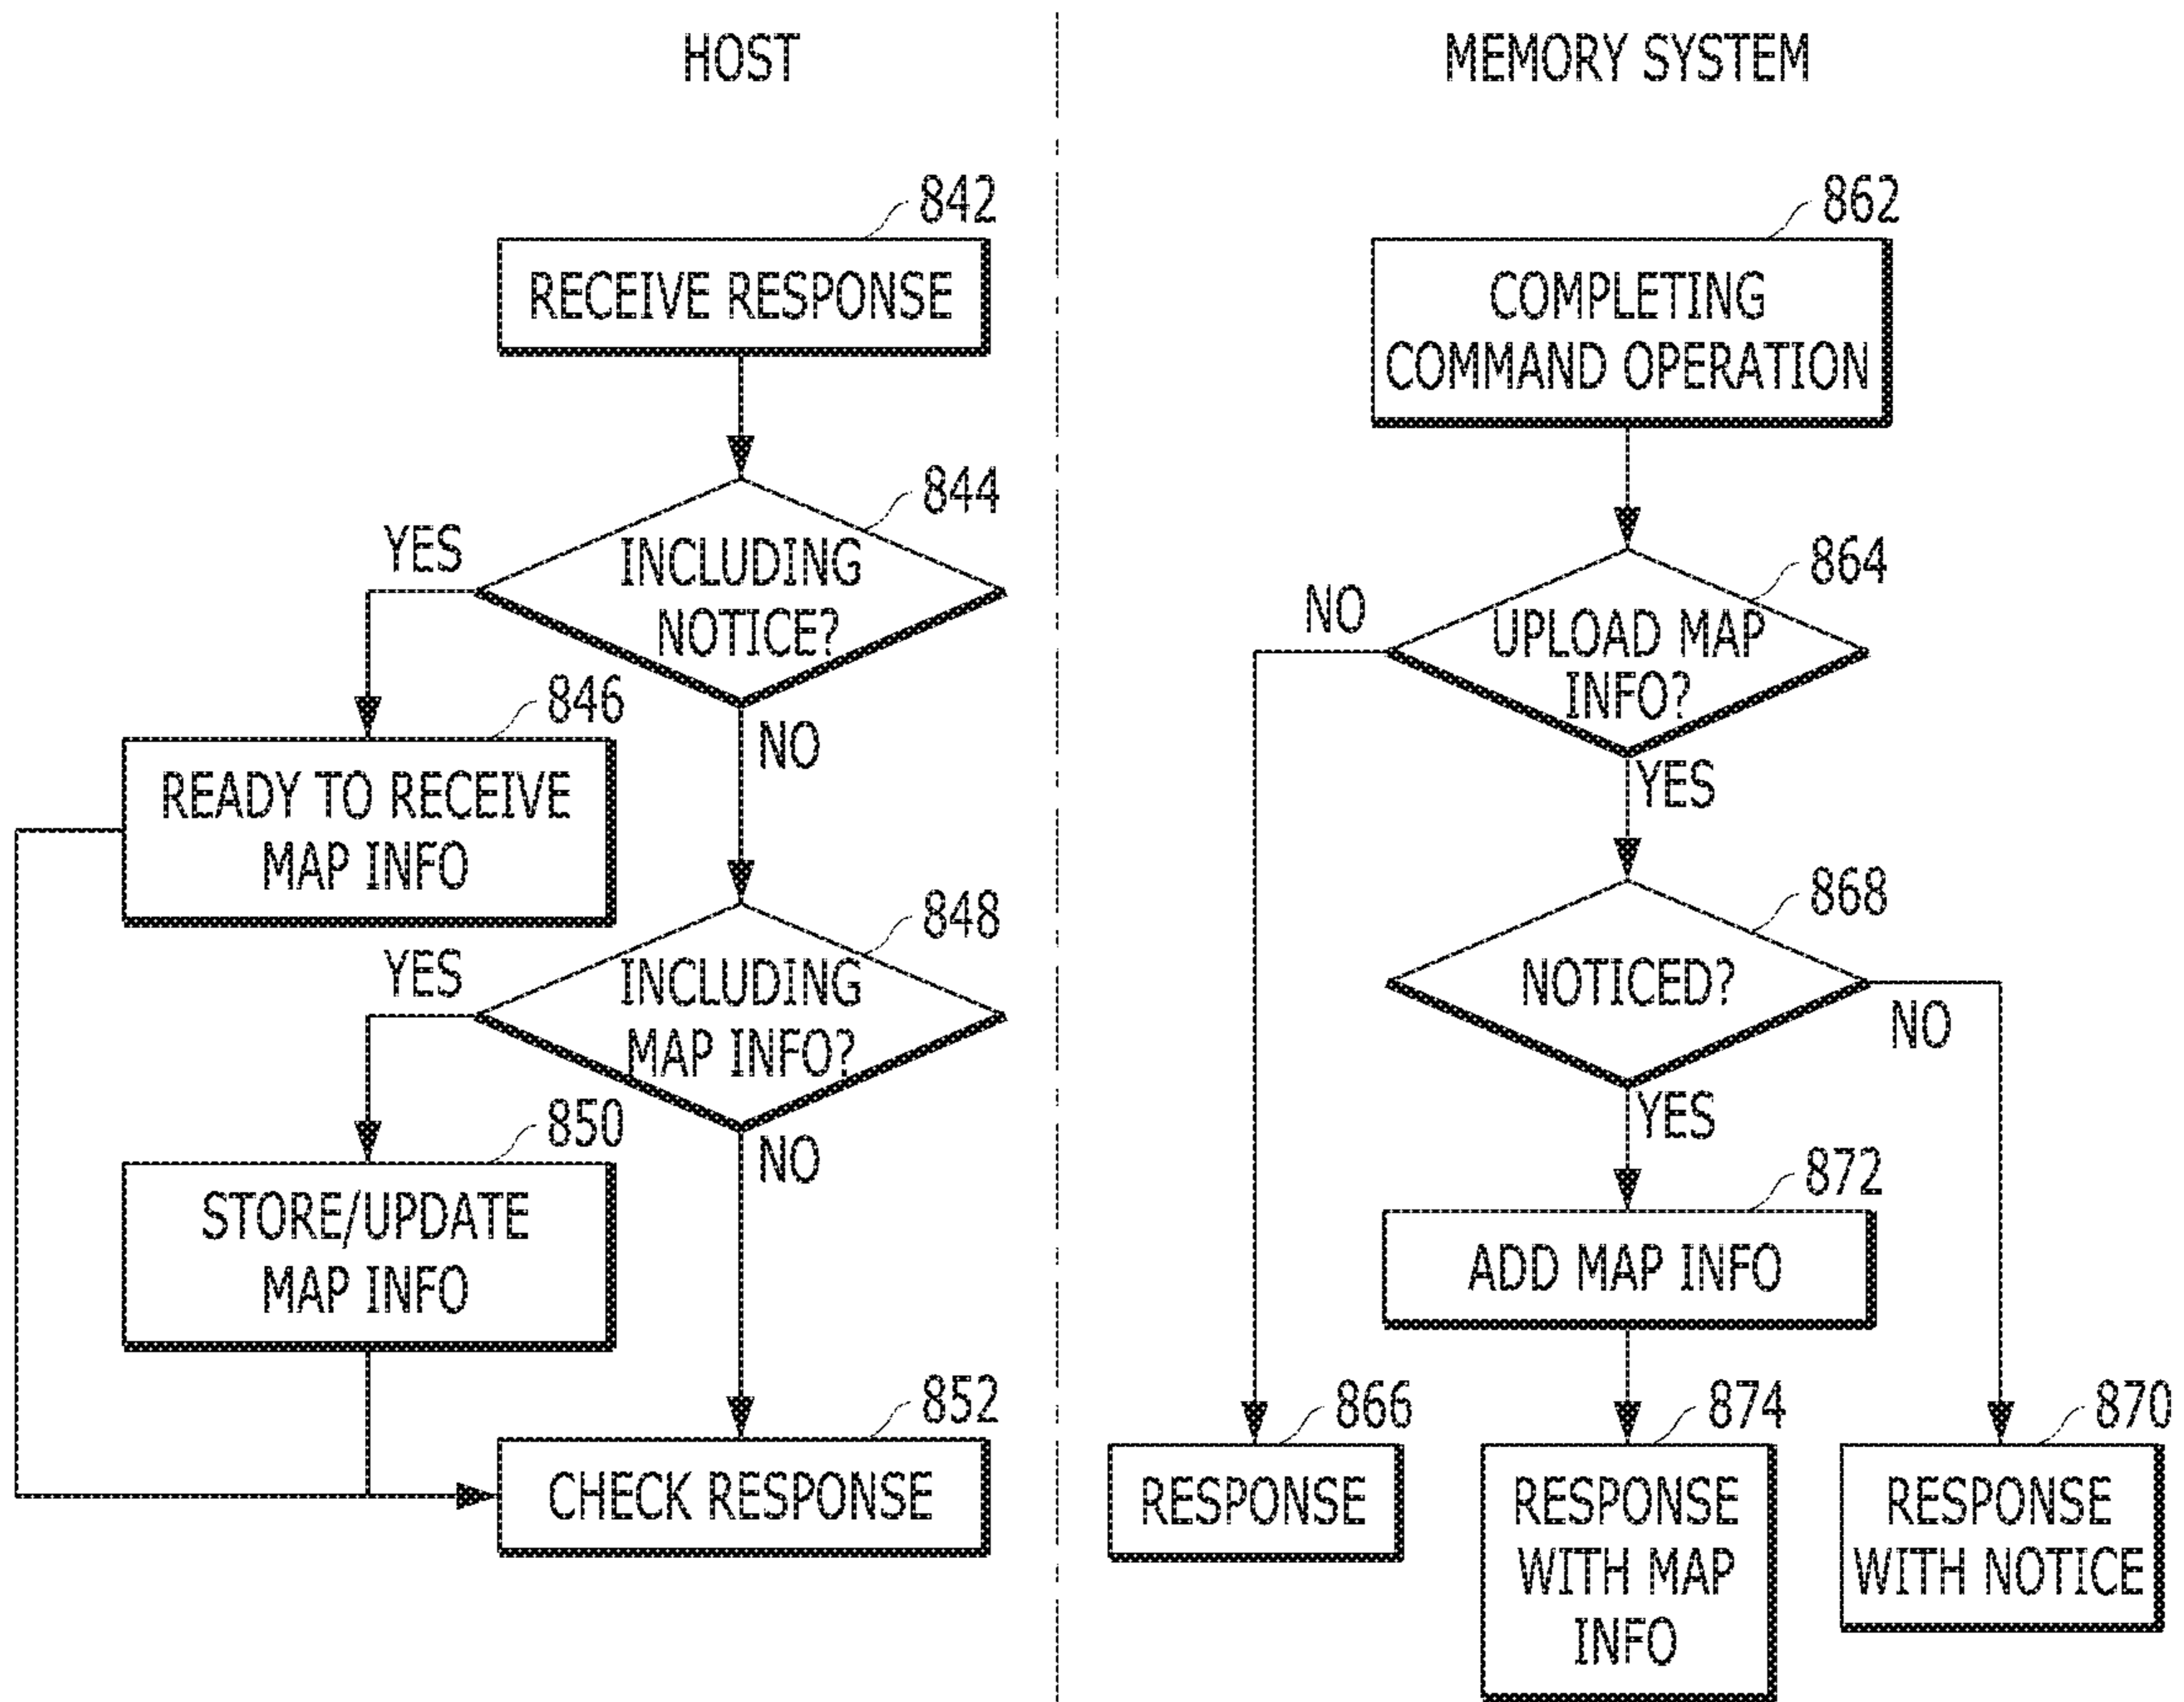 HOST
842
RECEIVE RESPONSE
844
YES
INCLUDING
NOTICE?
846
NO
READY TO RECEIVE
MAP INFO
848
YES
INCLUDING
MAP INFO?
850
NO
STORE/UPDATE
MAP INFO
852
CHECK RESPONSE
MEMORY SYSTEM
862
COMPLETING
COMMAND OPERATION
864
NO
UPLOAD MAP
INFO?
YES
868
NOTICED?
NO
YES
872
ADD MAP INFO
866
RESPONSE
874
RESPONSE
WITH MAP
INFO
870
RESPONSE
WITH NOTICE